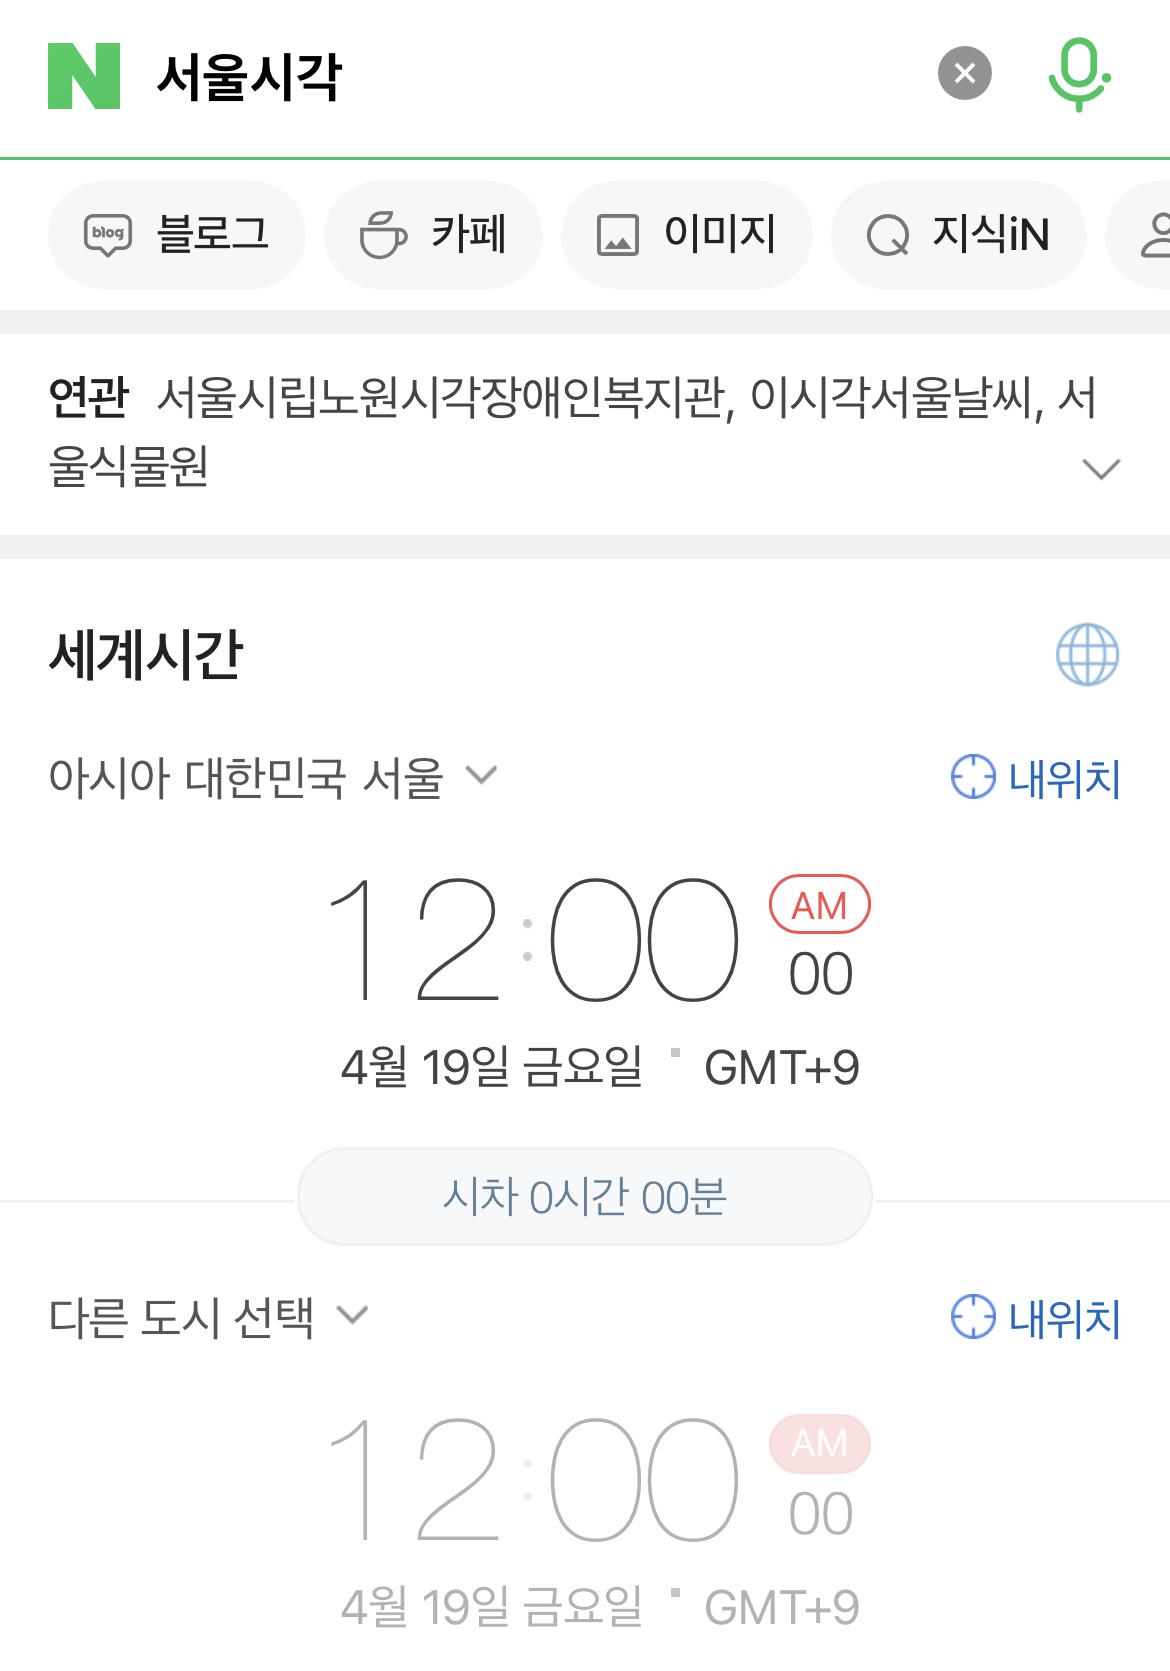 N 서울시각
blog 블로그 카페 이미지 지식iN
연관 서울시립노원시각장애인복지관, 이시각서울날씨, 서
울식물원
세계시간
아시아 대한민국 서울 내위치
12:00 AM 00
4월 19일 금요일 GMT+9
시차 0시간 00분
다른 도시 선택 내위치
12:00 AM 00
4월 19일 금요일 GMT+9